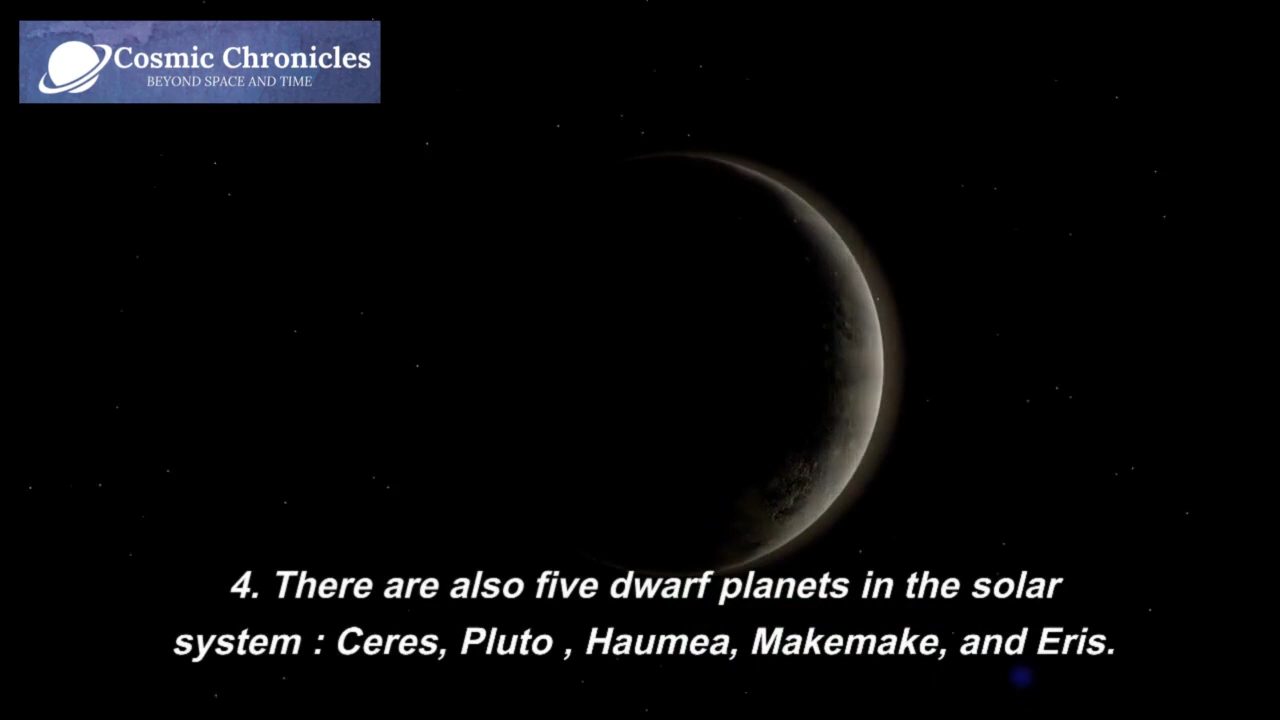 Cosmic Chronicles
BEYOND SPACE AND TIME
4. There are also five dwarf planets in the solar
system : Ceres, Pluto , Haumea, Makemake, and Eris.